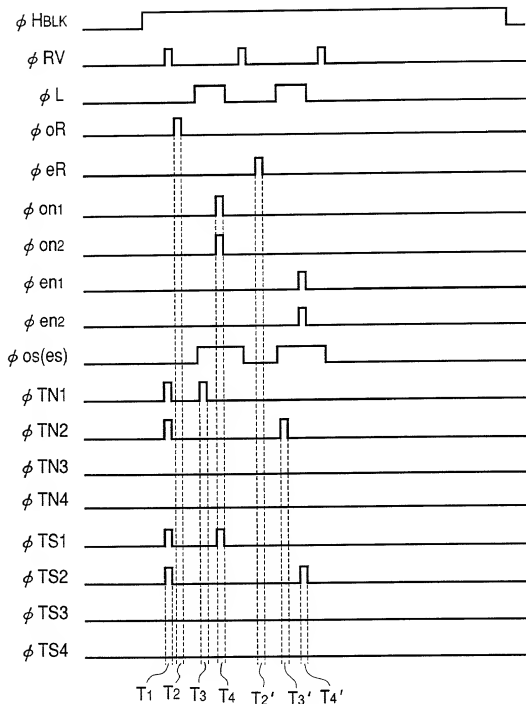 φ HBLK
φ RV
φ L
φ oR
φ eR
φ on1
φ on2
φ en1
φ en2
φ os(es)
φ TN1
φ TN2
φ TN3
φ TN4
φ TS1
φ TS2
φ TS3
φ TS4
T1 T2 T3 T4 T2' T3' T4'